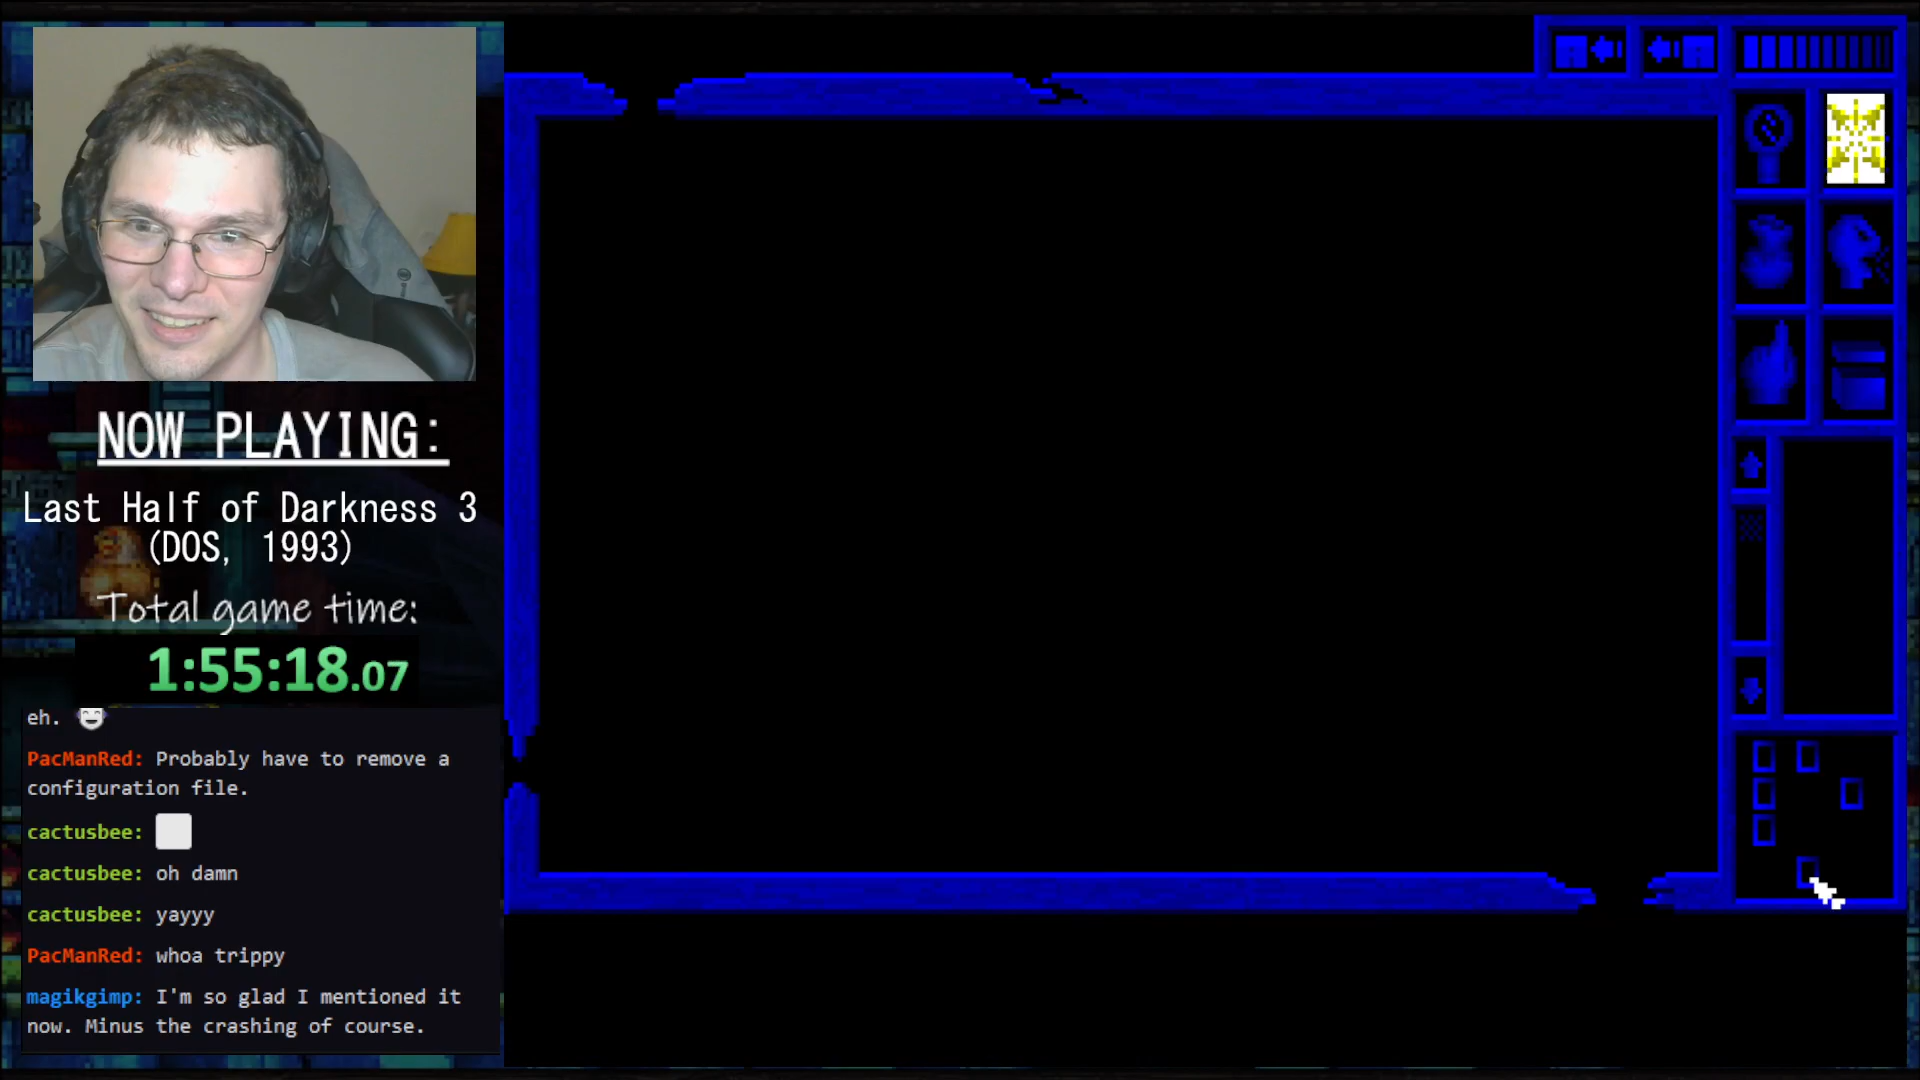 NOW PLAYING:
Last Half of Darkness 3
(DOS, 1993)
Total game time:
1:55:18.07
eh.
PacManRed: Probably have to remove a
configuration file.
cactusbee:
cactusbee: oh damn
cactusbee: yayyy
PacManRed: whoa trippy
magikgimp: I'm so glad I mentioned it
now. Minus the crashing of course.